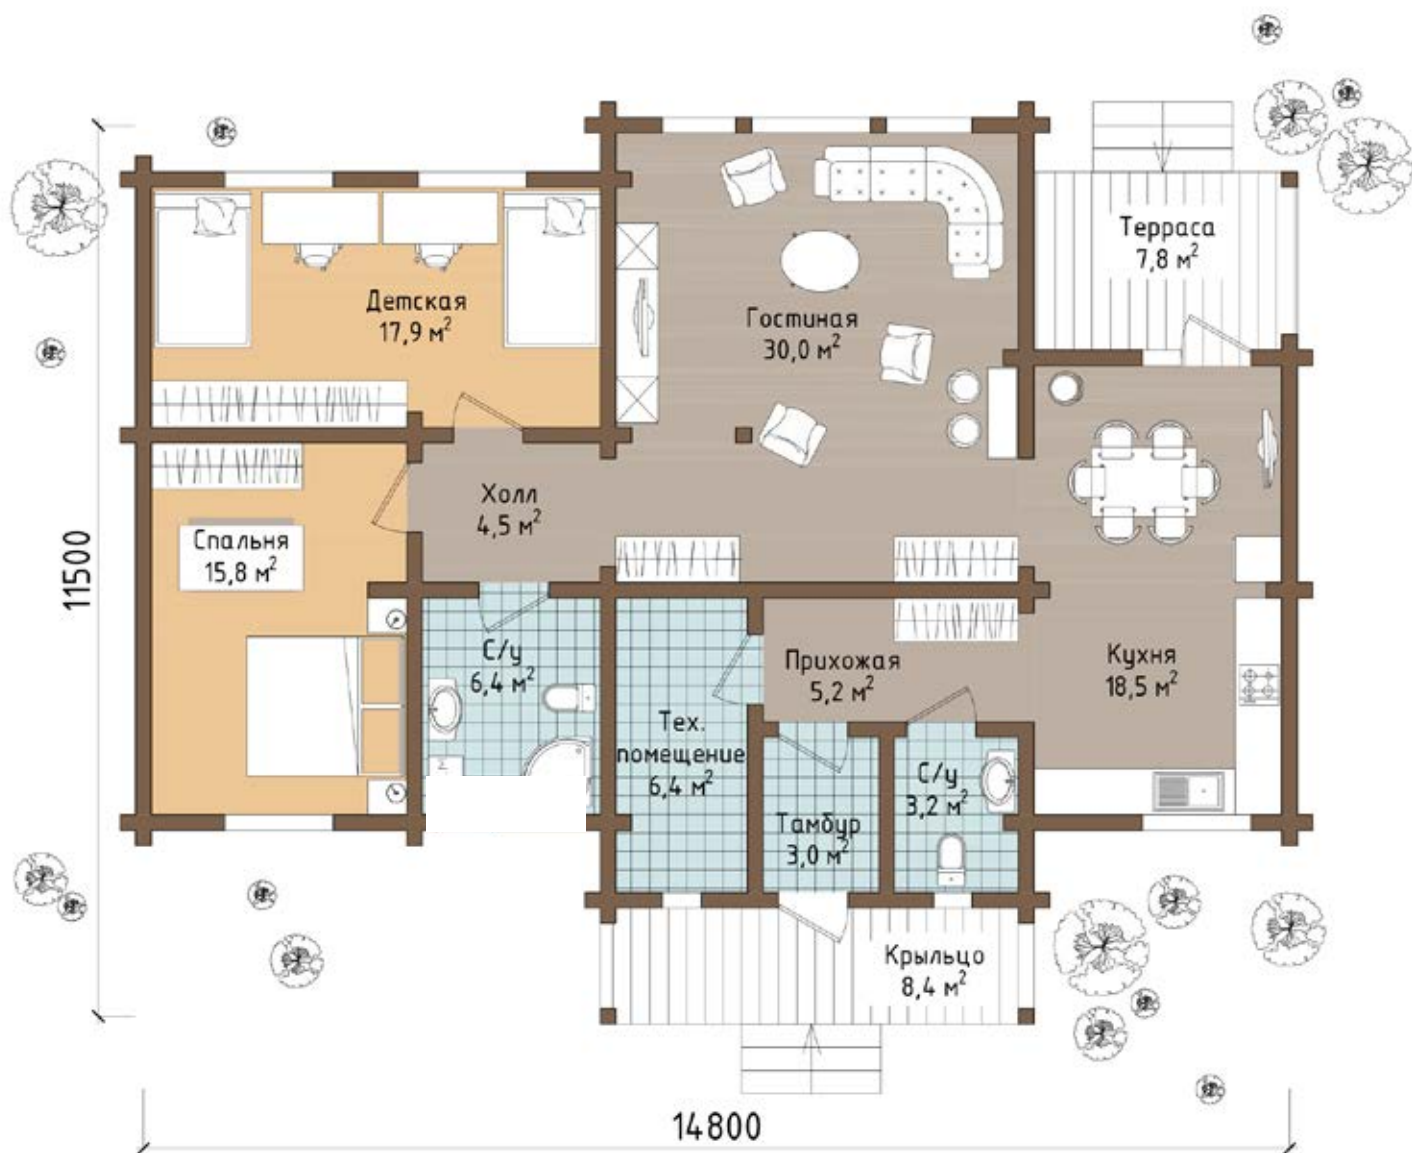 Терраса
7,8 м²
Детская
17,9 м²
Гостиная
30,0 м²
Холл
4,5 м²
Спальня
15,8 м²
11500
С/у
6,4 м²
Прихожая
5,2 м²
Кухня
18,5 м²
Тех.
помещение
6,4 м²
С/у
3,2 м²
Тамбур
3,0 м²
Крыльцо
8,4 м²
14800